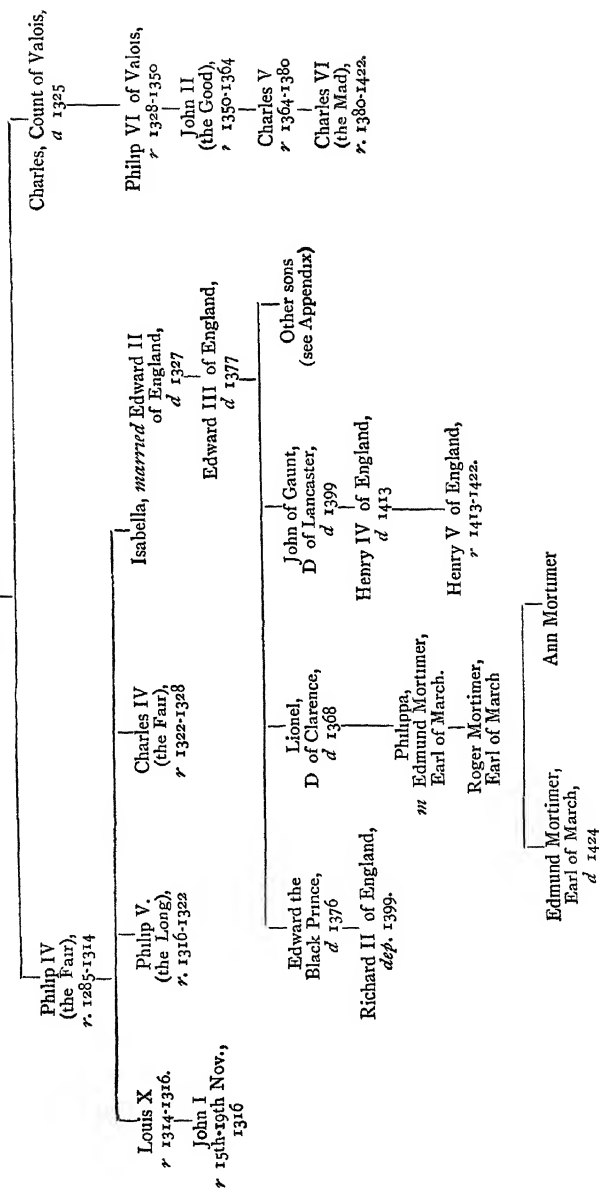 Philip IV
(the Fair),
r. 1285-1314
Charles, Count of Valois,
d 1325
Louis X
r 1314-1316.
John I
r 15th-19th Nov.,
1316
Philip V.
(the Long),
r. 1316-1322
Charles IV
(the Fair),
r 1322-1328
Isabella, married Edward II
of England,
d 1327
Edward III of England,
d 1377
Philip VI of Valois,
r 1328-1350
John II
(the Good),
r 1350-1364
Charles V
r 1364-1380
Charles VI
(the Mad),
r. 1380-1422.
Edward the
Black Prince,
d 1376
Richard II of England,
dep. 1399.
Lionel,
D of Clarence,
d 1368
Philippa,
m Edmund Mortimer,
Earl of March.
Roger Mortimer,
Earl of March
John of Gaunt,
D of Lancaster,
d 1399
Henry IV of England,
d 1413
Henry V of England,
r 1413-1422.
Other sons
(see Appendix)
Edmund Mortimer,
Earl of March,
d 1424
Ann Mortimer